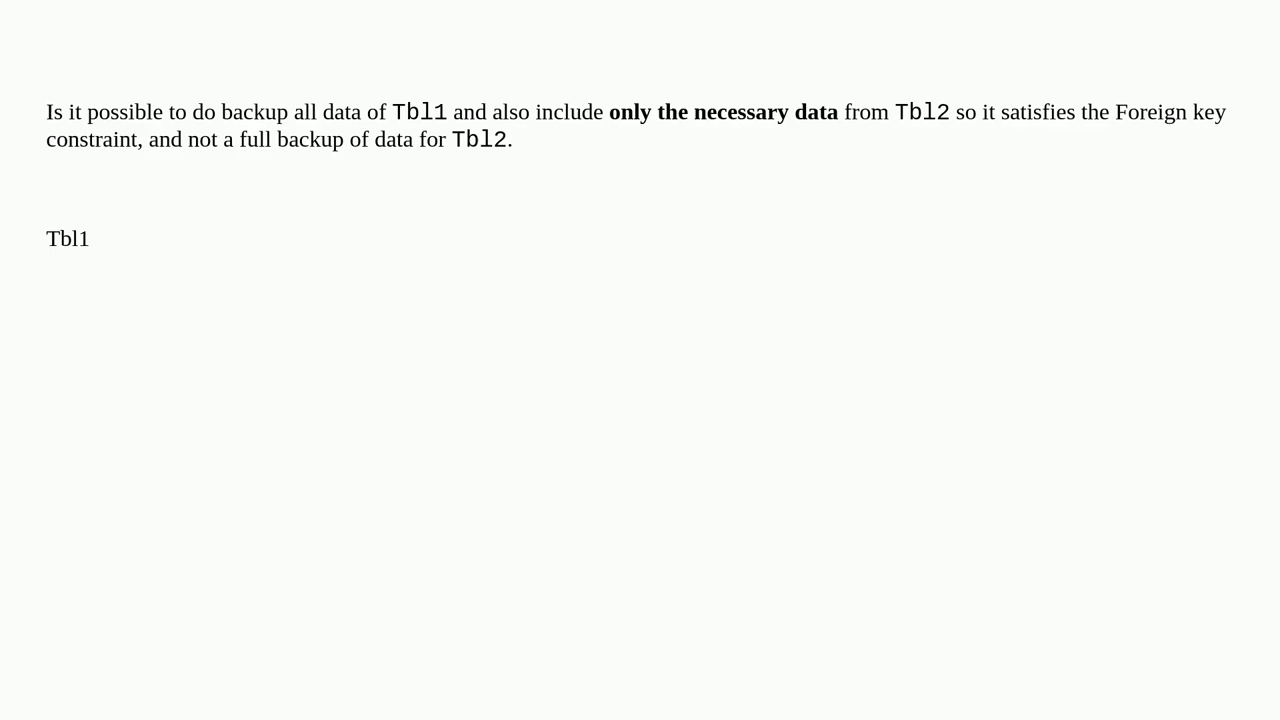 Is it possible to do backup all data of Tbl1 and also include only the necessary data from Tbl2 so it satisfies the Foreign key
constraint, and not a full backup of data for Tbl2.
Tbl1